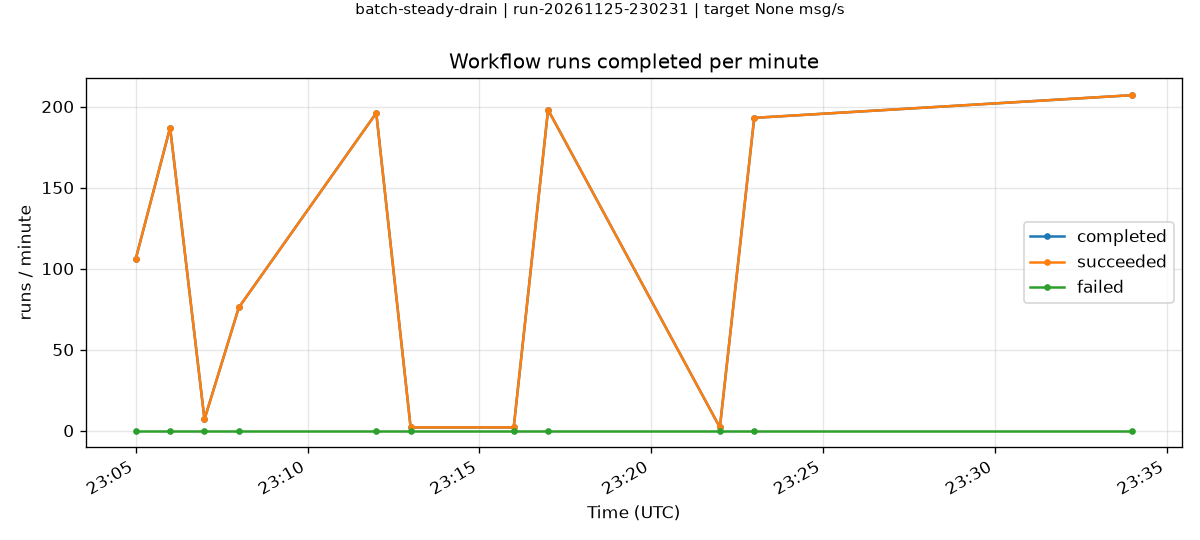 batch-steady-drain | run-20261125-230231 | target None msg/s
Workflow runs completed per minute
runs / minute
200
150
100
50
0
completed
succeeded
failed
23:05
23:10
23:15
23:20
23:25
23:30
23:35
Time (UTC)